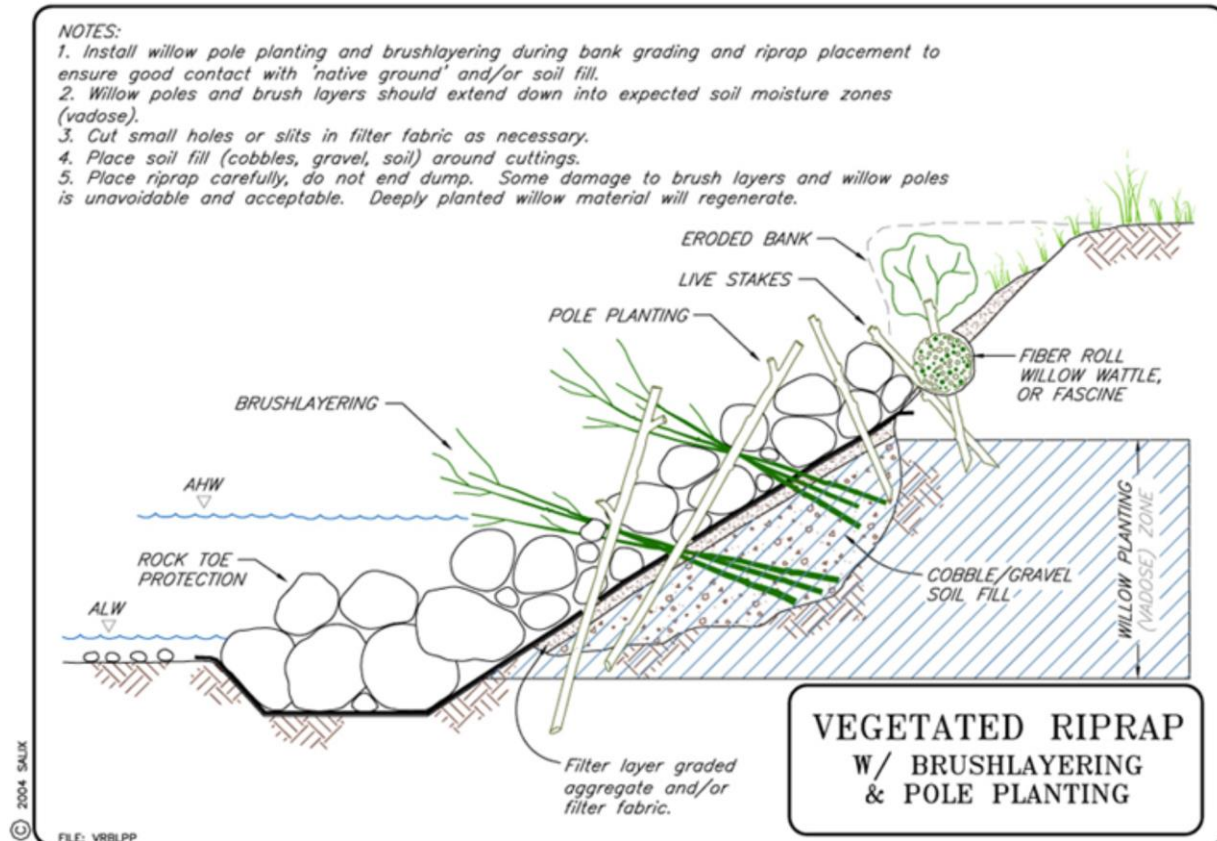 NOTES:
1. Install willow pole planting and brushlayering during bank grading and riprap placement to
ensure good contact with 'native ground' and/or soil fill.
2. Willow poles and brush layers should extend down into expected soil moisture zones
(vadose).
3. Cut small holes or slits in filter fabric as necessary.
4. Place soil fill (cobbles, gravel, soil) around cuttings.
5. Place riprap carefully, do not end dump. Some damage to brush layers and willow poles
is unavoidable and acceptable. Deeply planted willow material will regenerate.
ERODED BANK
LIVE STAKES
POLE PLANTING
FIBER ROLL
WILLOW WATTLE,
OR FASCINE
BRUSHLAYERING
AHW
ROCK TOE
PROTECTION
COBBLE/GRAVEL
SOIL FILL
ALW
WILLOW PLANTING
(VADOSE) ZONE
Filter layer graded
aggregate and/or
filter fabric.
VEGETATED RIPRAP
W/ BRUSHLAYERING
& POLE PLANTING
© 2004 SALIX
FILE: VRBLPP